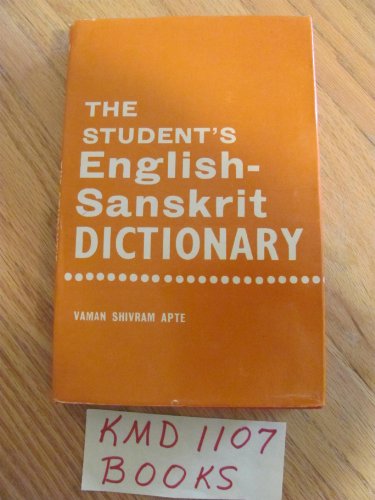 THE
STUDENT'S
English-
Sanskrit
DICTIONARY
VAMAN SHIVRAM APTE
KMD 1107
BOOKS